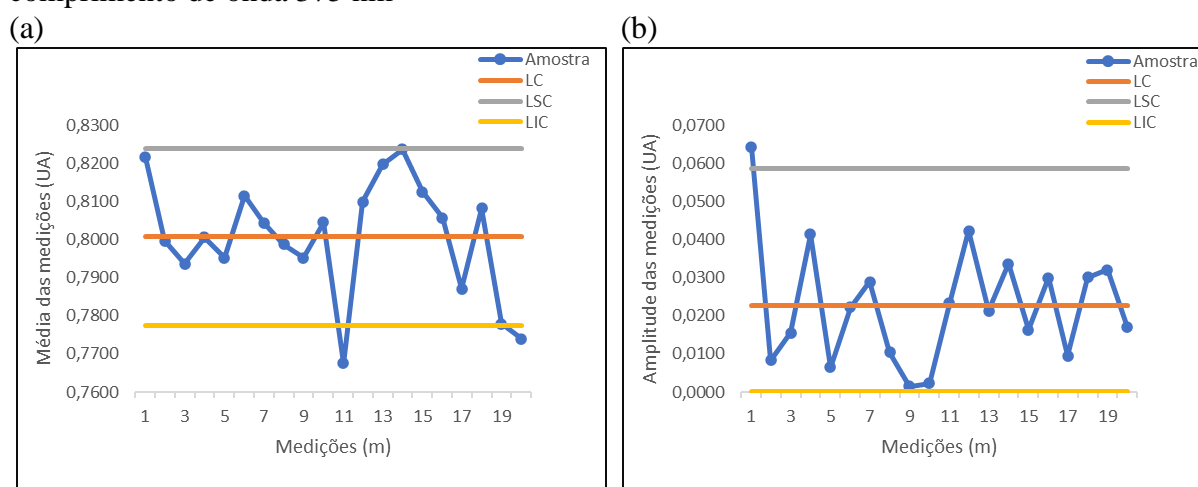 comprimento de onda 575 nm
(a)
(b)
Amostra
LC
LSC
LIC
0,8300
0,8200
0,8100
0,8000
0,7900
0,7800
0,7700
0,7600
Média das medições (UA)
1 3 5 7 9 11 13 15 17 19
Medições (m)
Amostra
LC
LSC
LIC
0,0700
0,0600
0,0500
0,0400
0,0300
0,0200
0,0100
0,0000
Amplitude das medições (UA)
1 3 5 7 9 11 13 15 17 19
Medições (m)